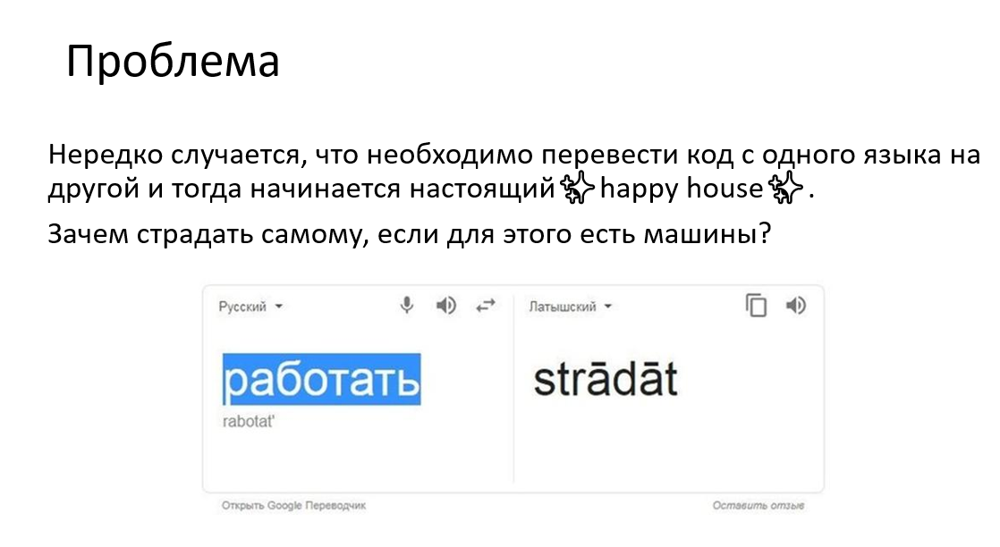 Проблема
Нередко случается, что необходимо перевести код с одного языка на
другой и тогда начинается настоящий✨happy house✨.
Зачем страдать самому, если для этого есть машины?
Русский
Латышский
работать
strādāt
rabotat'
Открыть Google Переводчик
Оставить отзыв